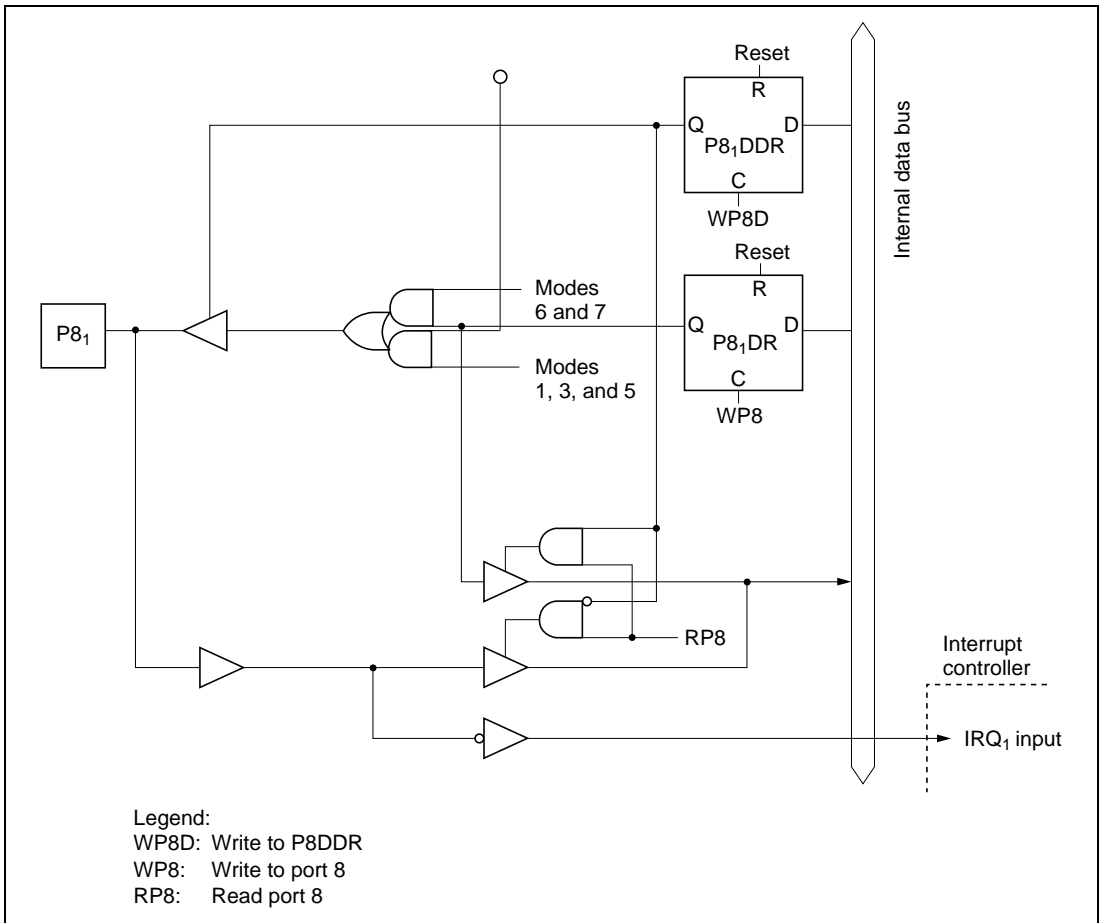 Reset
R
Q
D
P8₁DDR
C
WP8D
Internal data bus
Reset
R
Q
D
P8₁DR
C
WP8
Modes
6 and 7
P8₁
Modes
1, 3, and 5
RP8
Interrupt
controller
IRQ₁ input
Legend:
WP8D: Write to P8DDR
WP8: Write to port 8
RP8: Read port 8